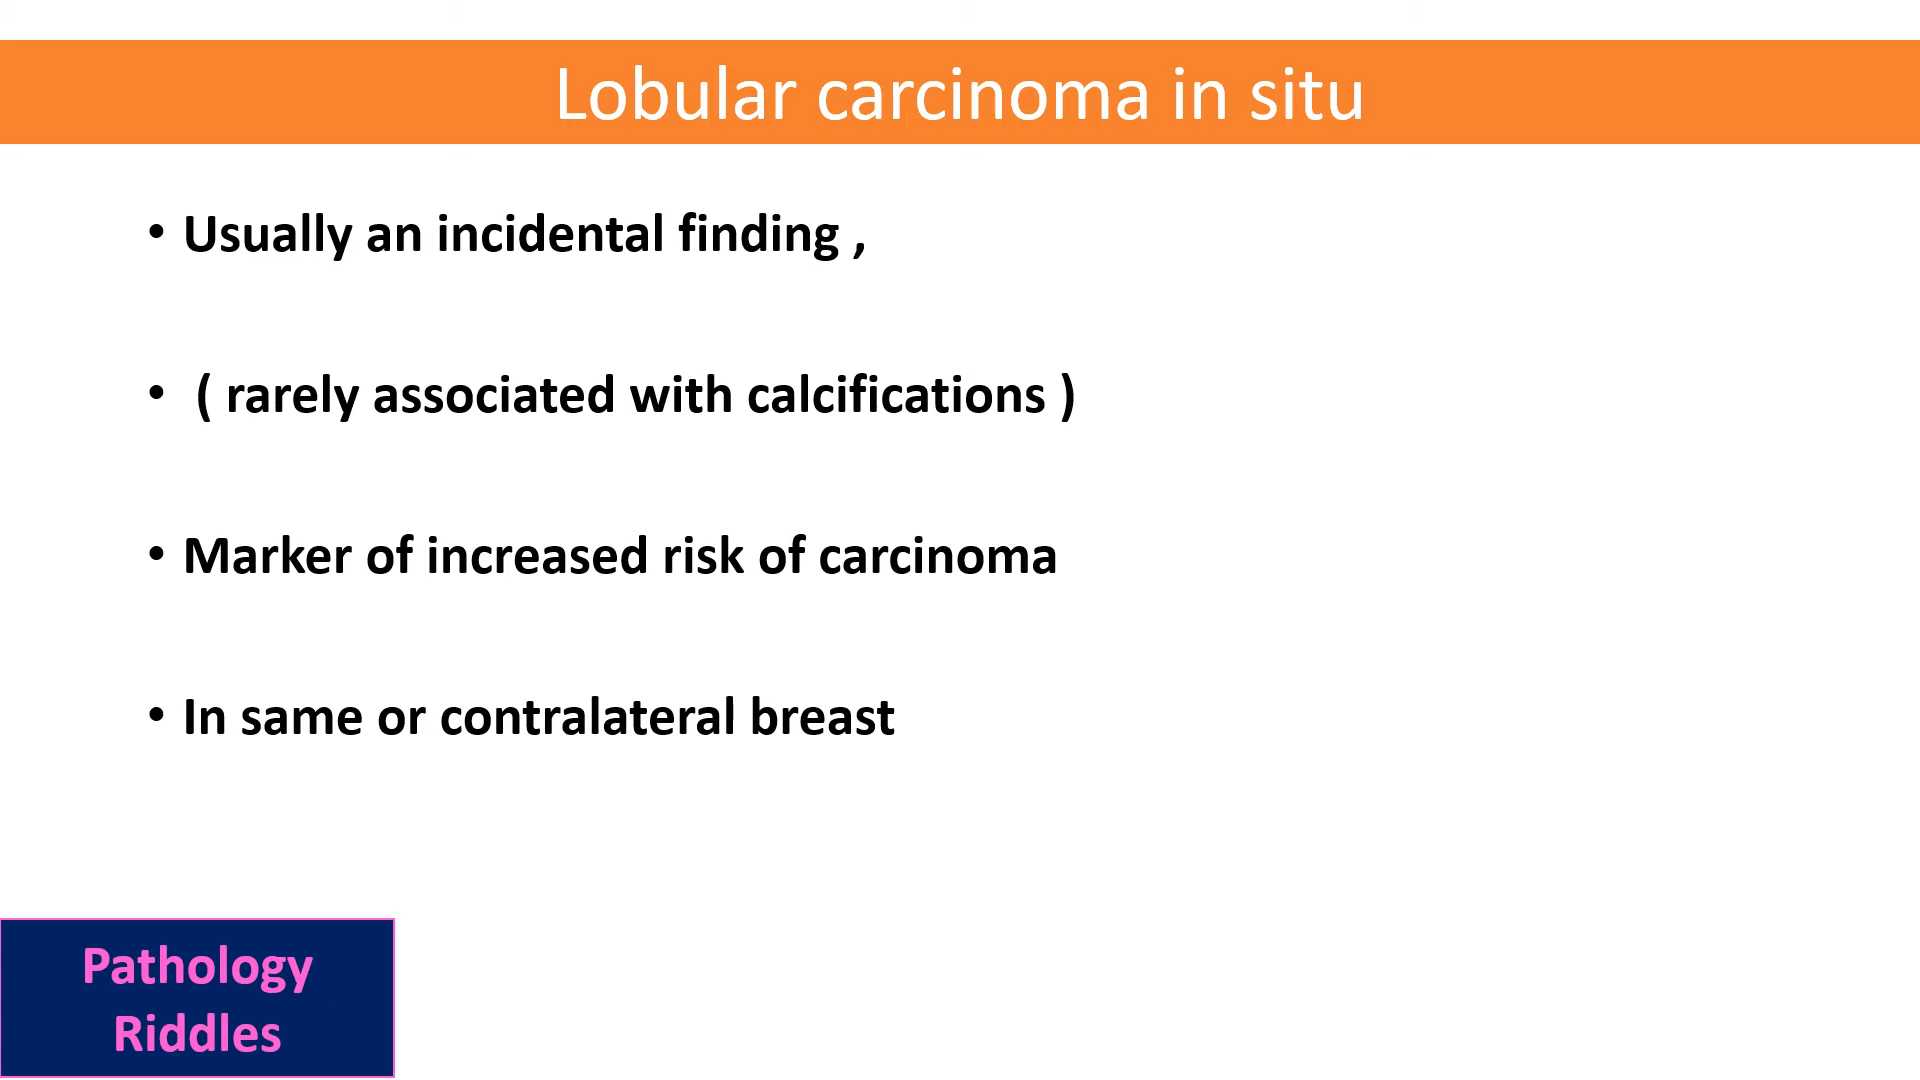 Lobular carcinoma in situ
• Usually an incidental finding ,
• ( rarely associated with calcifications )
• Marker of increased risk of carcinoma
• In same or contralateral breast
Pathology
Riddles